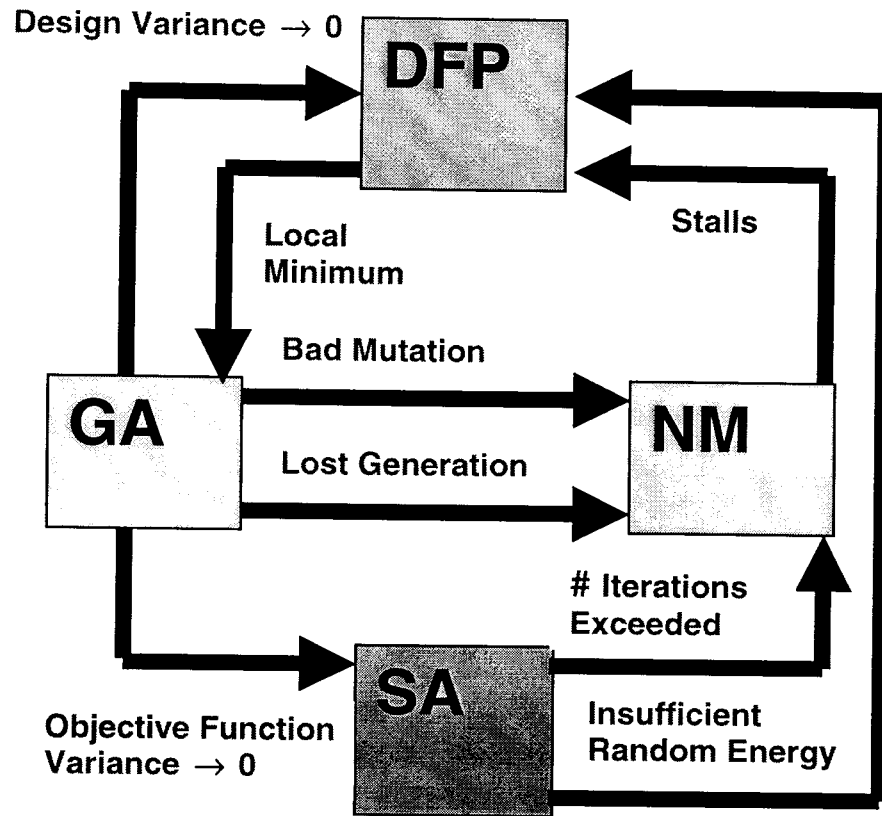 Design Variance → 0
DFP
Local
Minimum
Stalls
Bad Mutation
GA
NM
Lost Generation
# Iterations
Exceeded
SA
Objective Function
Variance → 0
Insufficient
Random Energy